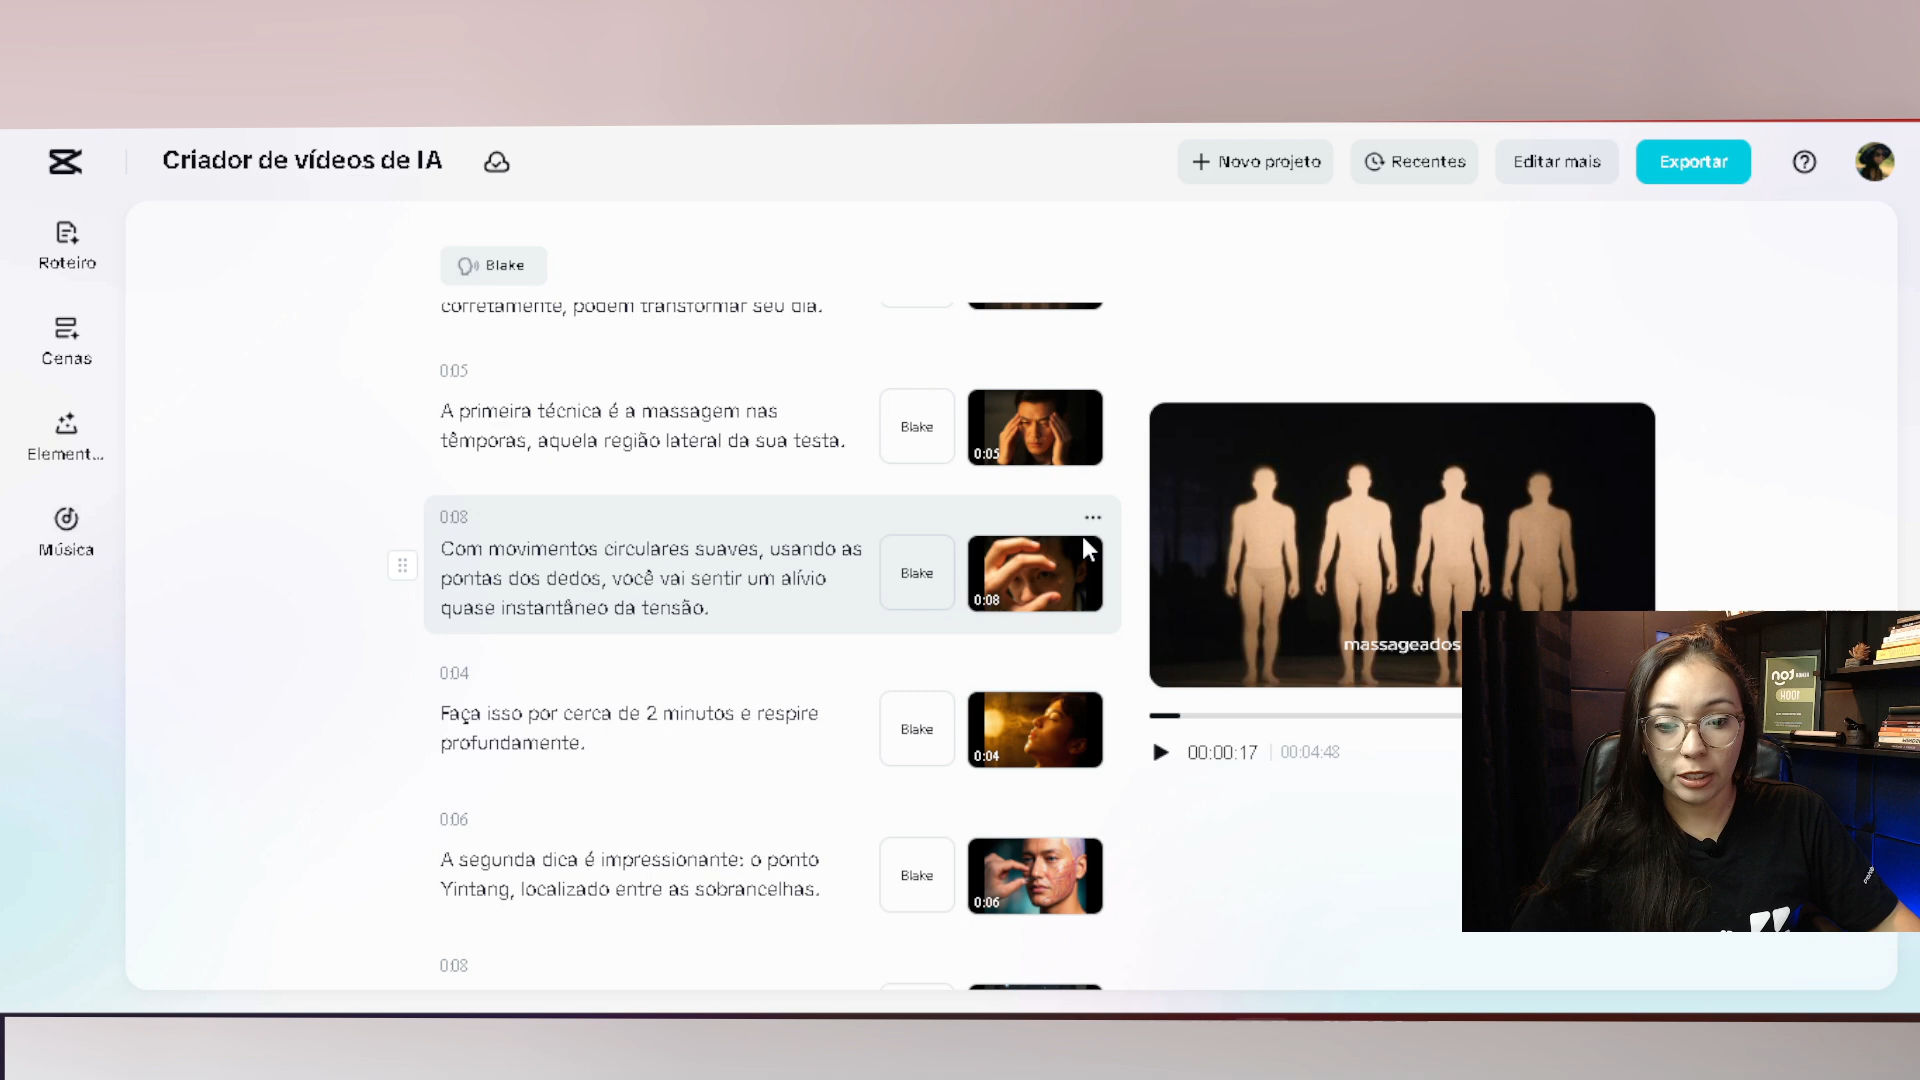 Criador de vídeos de IA
Novo projeto
Recentes
Editar mais
Exportar
Roteiro
Cenas
Element...
Música
Blake
corretamente, podem transformar seu dia.
0:05
A primeira técnica é a massagem nas
têmporas, aquela região lateral da sua testa.
Blake
0:05
0:08
Com movimentos circulares suaves, usando as
pontas dos dedos, você vai sentir um alívio
quase instantâneo da tensão.
Blake
0:08
0:04
Faça isso por cerca de 2 minutos e respire
profundamente.
Blake
0:04
0:06
A segunda dica é impressionante: o ponto
Yintang, localizado entre as sobrancelhas.
Blake
0:06
0:08
massageados
00:00:17 | 00:04:48